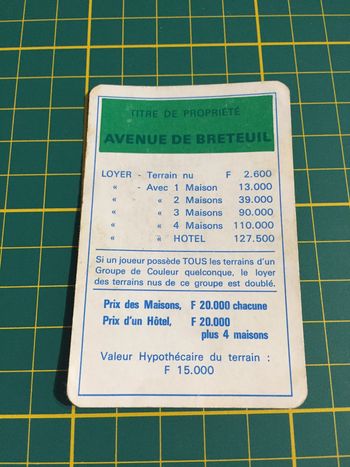 TITRE DE PROPRIÉTÉ
AVENUE DE BRETEUIL
LOYER - Terrain nu F 2.600
« - Avec 1 Maison 13.000
« « 2 Maisons 39.000
« « 3 Maisons 90.000
« « 4 Maisons 110.000
« « HOTEL 127.500
Si un joueur possède TOUS les terrains d'un
Groupe de Couleur quelconque, le loyer
des terrains nus de ce groupe est doublé.
Prix des Maisons, F 20.000 chacune
Prix d'un Hôtel, F 20.000
plus 4 maisons
Valeur Hypothécaire du terrain :
F 15.000